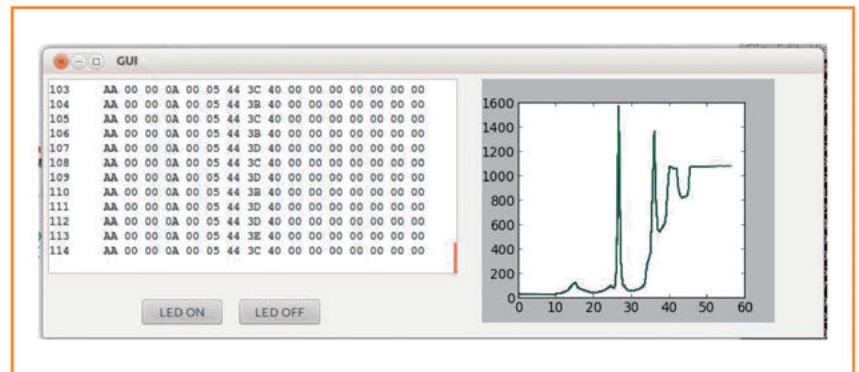 GUI
103 AA 00 00 0A 00 05 44 3C 40 00 00 00 00 00 00 00
104 AA 00 00 0A 00 05 44 3B 40 00 00 00 00 00 00 00
105 AA 00 00 0A 00 05 44 3C 40 00 00 00 00 00 00 00
106 AA 00 00 0A 00 05 44 3B 40 00 00 00 00 00 00 00
107 AA 00 00 0A 00 05 44 3D 40 00 00 00 00 00 00 00
108 AA 00 00 0A 00 05 44 3C 40 00 00 00 00 00 00 00
109 AA 00 00 0A 00 05 44 3D 40 00 00 00 00 00 00 00
110 AA 00 00 0A 00 05 44 3B 40 00 00 00 00 00 00 00
111 AA 00 00 0A 00 05 44 3D 40 00 00 00 00 00 00 00
112 AA 00 00 0A 00 05 44 3D 40 00 00 00 00 00 00 00
113 AA 00 00 0A 00 05 44 3E 40 00 00 00 00 00 00 00
114 AA 00 00 0A 00 05 44 3C 40 00 00 00 00 00 00 00
LED ON LED OFF
1600
1400
1200
1000
800
600
400
200
0
0 10 20 30 40 50 60